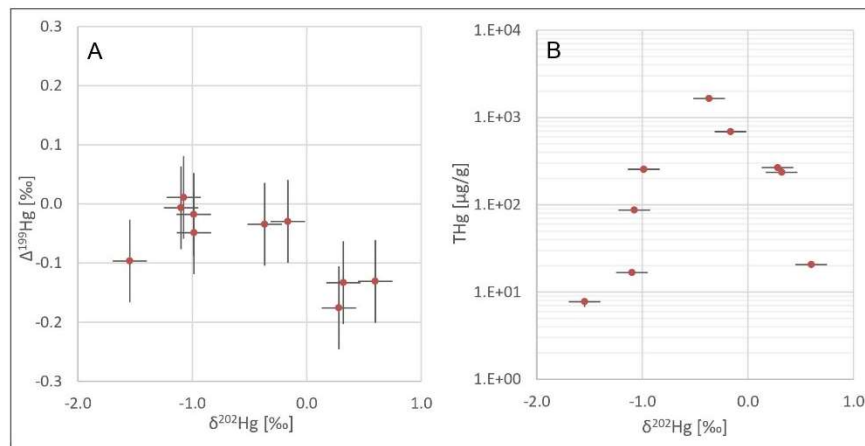 A
0.3
0.2
0.1
0.0
-0.1
-0.2
-0.3
Δ¹⁹⁹Hg [‰]
-2.0 -1.0 0.0 1.0
δ²⁰²Hg [‰]
B
1.E+04
1.E+03
1.E+02
1.E+01
1.E+00
THg [µg/g]
-2.0 -1.0 0.0 1.0
δ²⁰²Hg [‰]